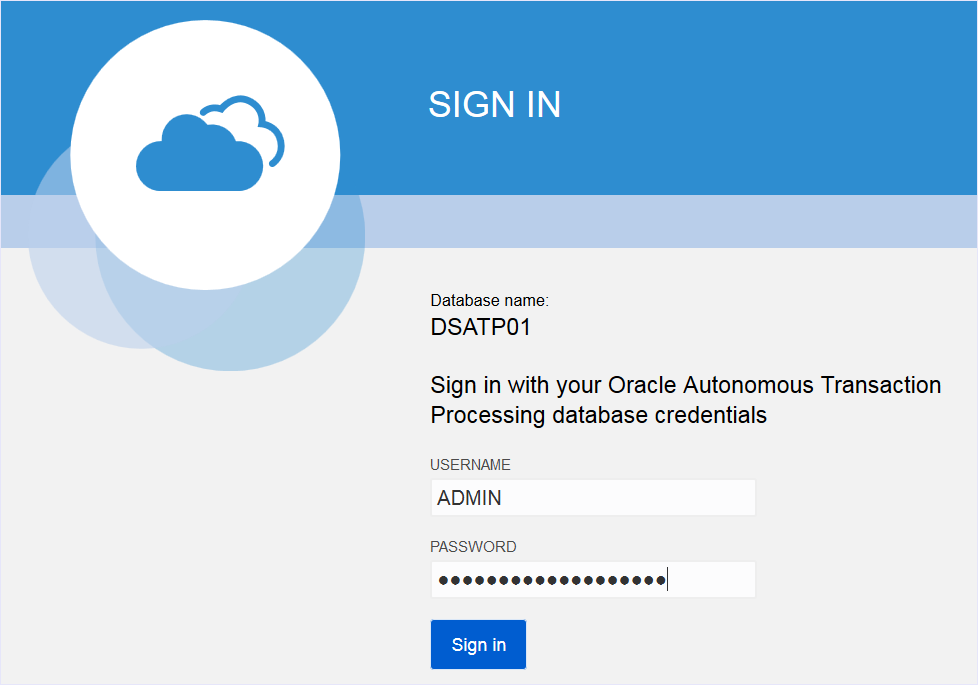 SIGN IN
Database name:
DSATP01
Sign in with your Oracle Autonomous Transaction
Processing database credentials
USERNAME
ADMIN
PASSWORD
●●●●●●●●●●●●●●●●●●●
Sign in